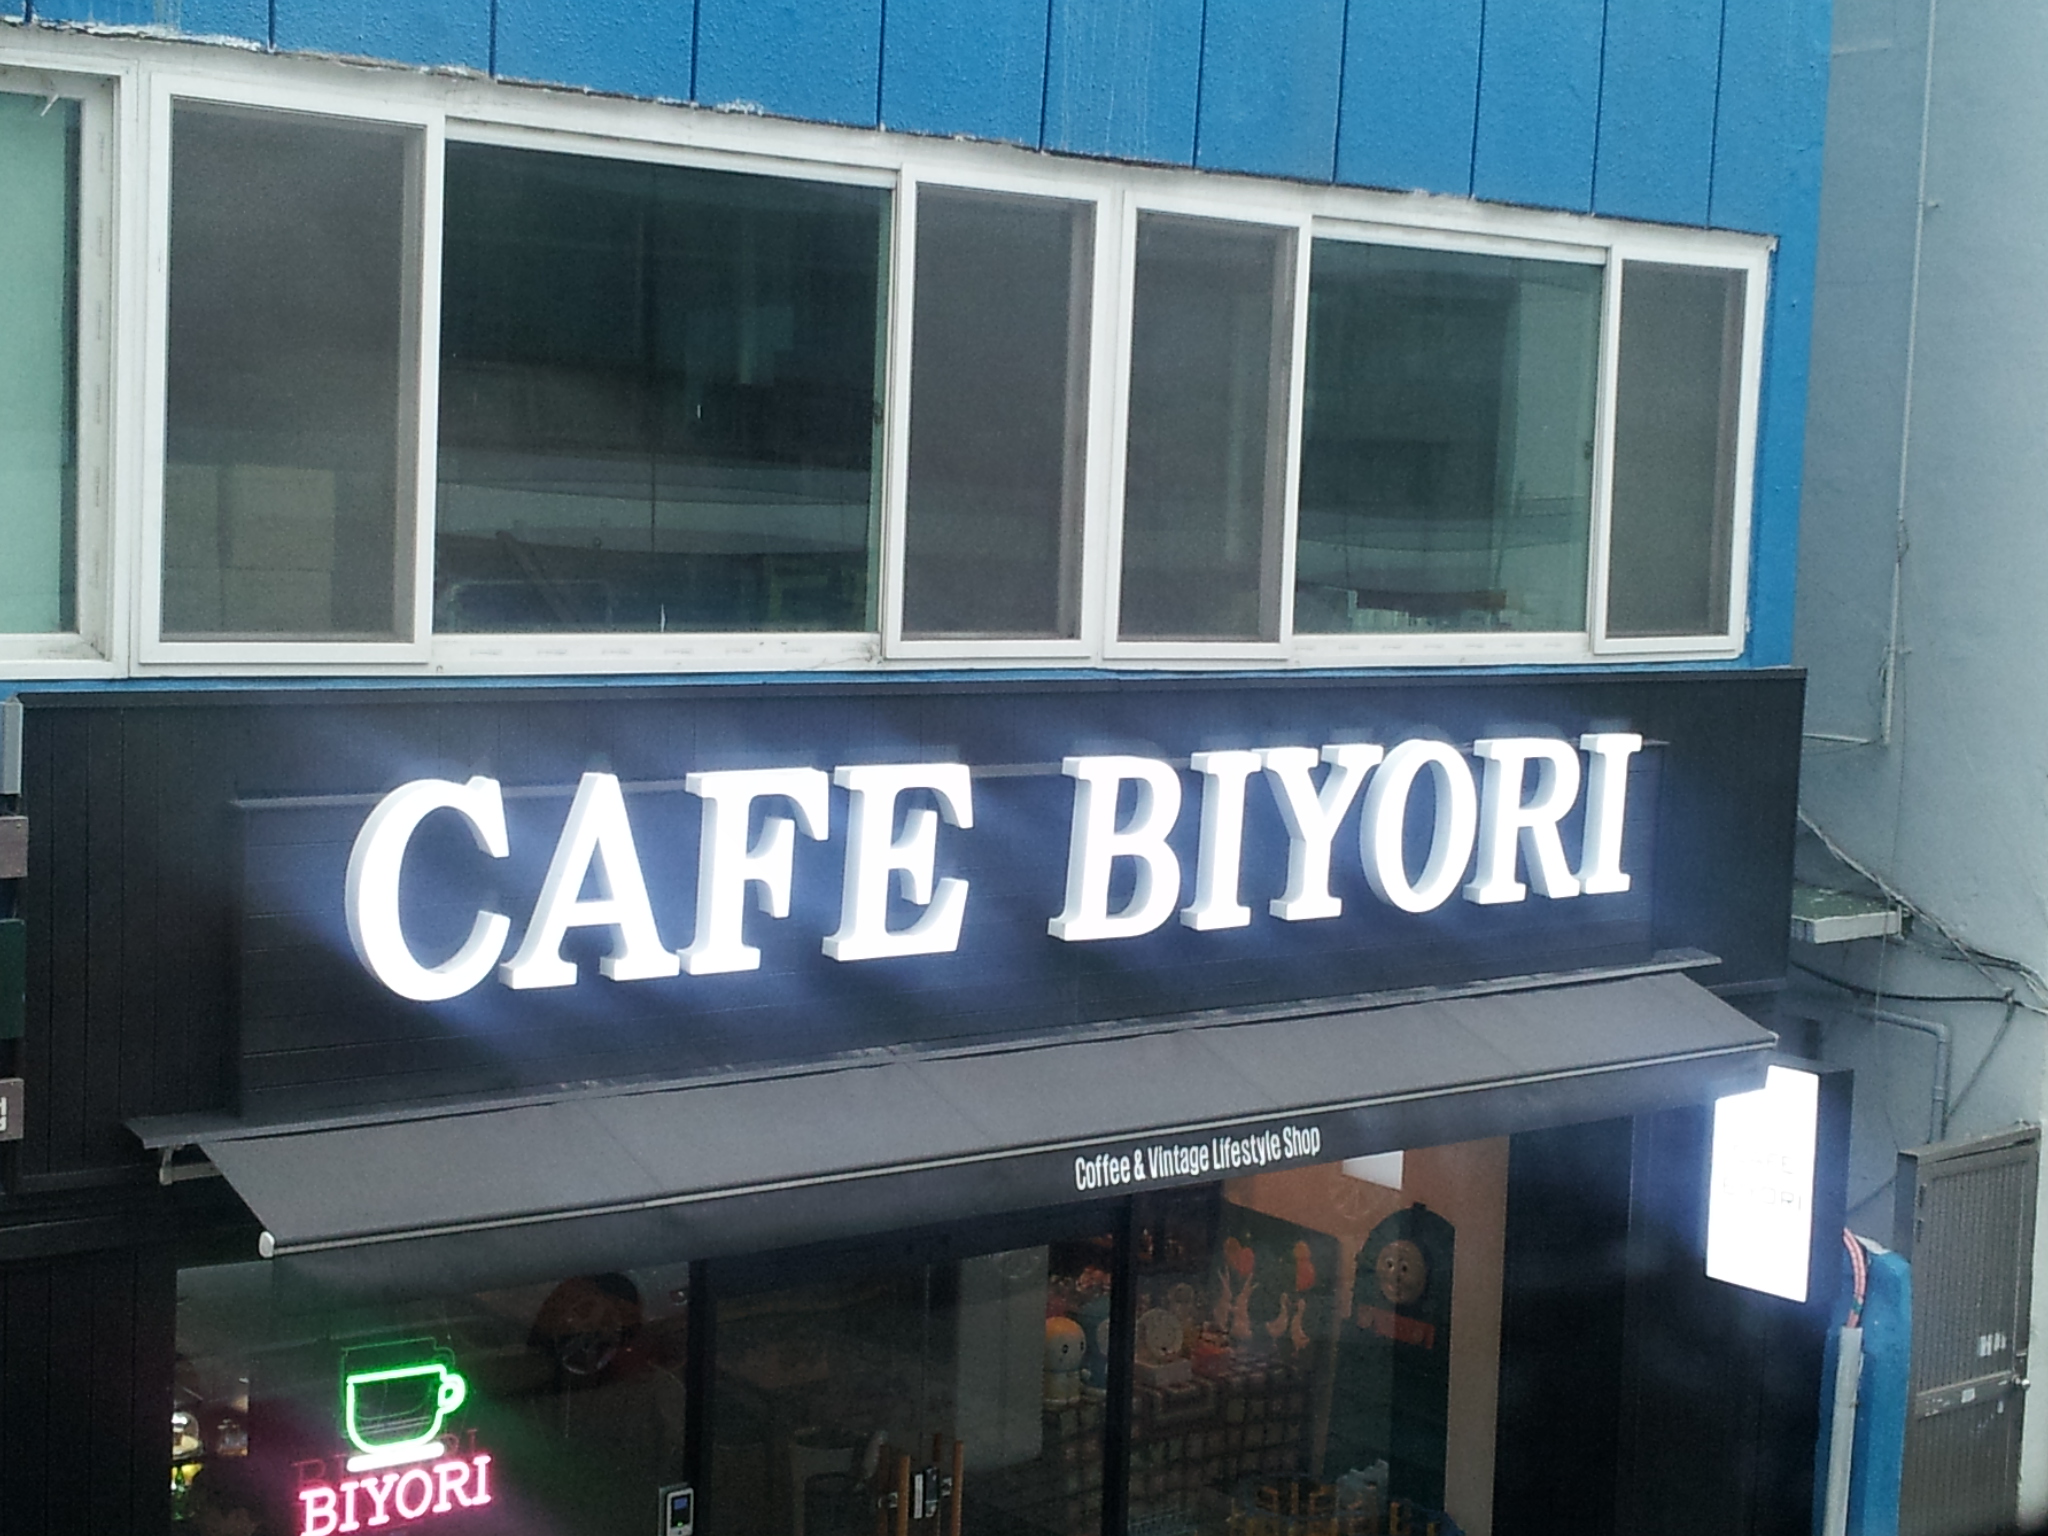 CAFE BIYORI
Coffee & Vintage Lifestyle Shop
BIYORI